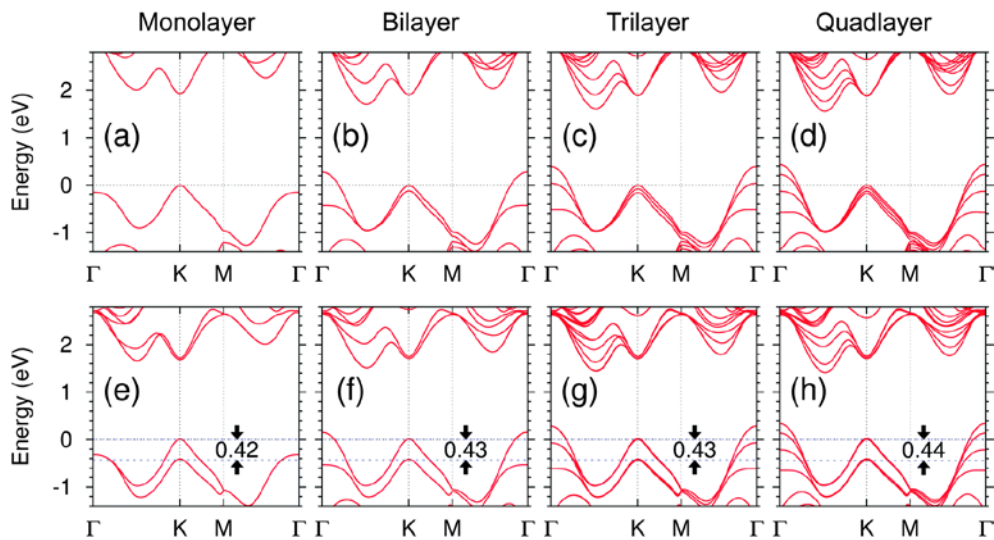 Monolayer Bilayer Trilayer Quadlayer
Energy (eV)
2
1
0
-1
(a) (b) (c) (d)
Γ K M Γ Γ K M Γ Γ K M Γ Γ K M Γ
Energy (eV)
2
1
0
-1
(e) (f) (g) (h)
0.42 0.43 0.43 0.44
Γ K M Γ Γ K M Γ Γ K M Γ Γ K M Γ